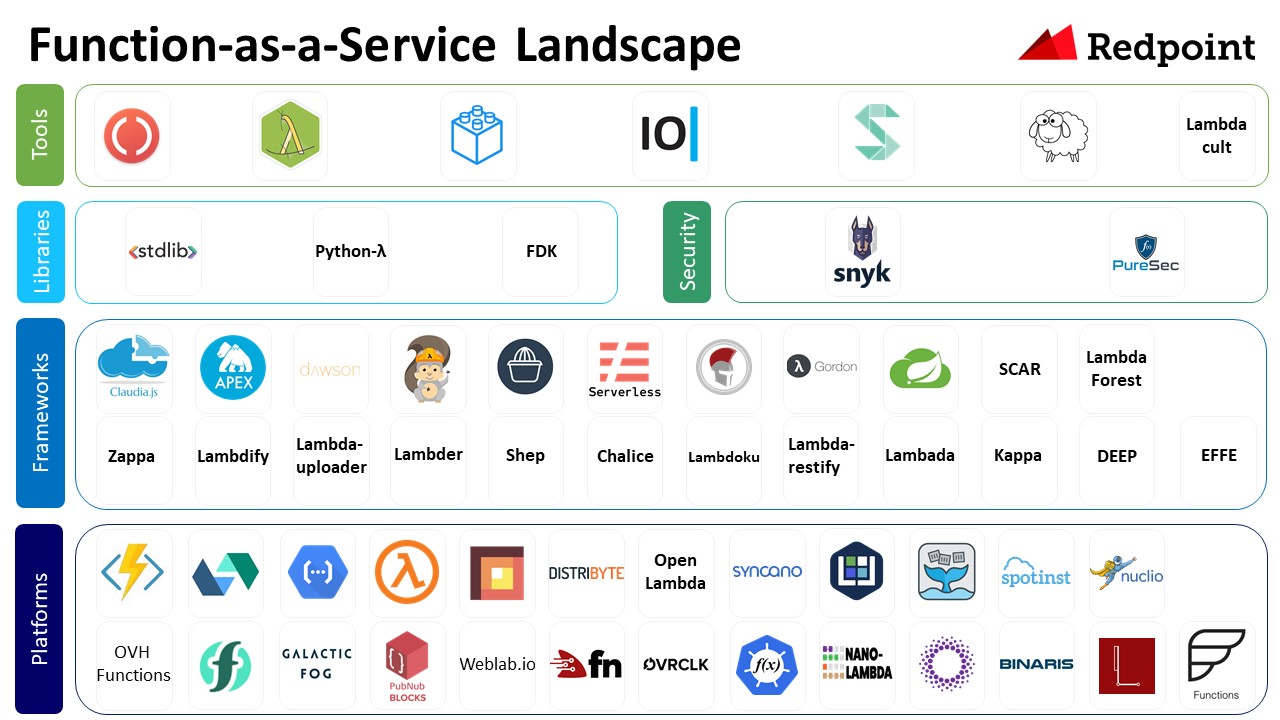 Function-as-a-Service Landscape
Redpoint
Tools
λ
IO|
Lambda
cult
Libraries
<stdlib>
Python-λ
FDK
Security
snyk
PureSec
Frameworks
Claudia.js
APEX
dawson
λ
Serverless
λ Gordon
SCAR
Lambda
Forest
Zappa
Lambdify
Lambda-
uploader
Lambder
Shep
Chalice
Lambdoku
Lambda-
restify
Lambada
Kappa
DEEP
EFFE
Platforms
λ
DISTRIBYTE
Open
Lambda
SYNCANO
spotinst
nuclio
OVH
Functions
f
GALACTIC
FOG
PubNub
BLOCKS
Weblab.io
fn
OVRCLK
f(x)
NANO-
LAMBDA
BINARIS
L
Functions